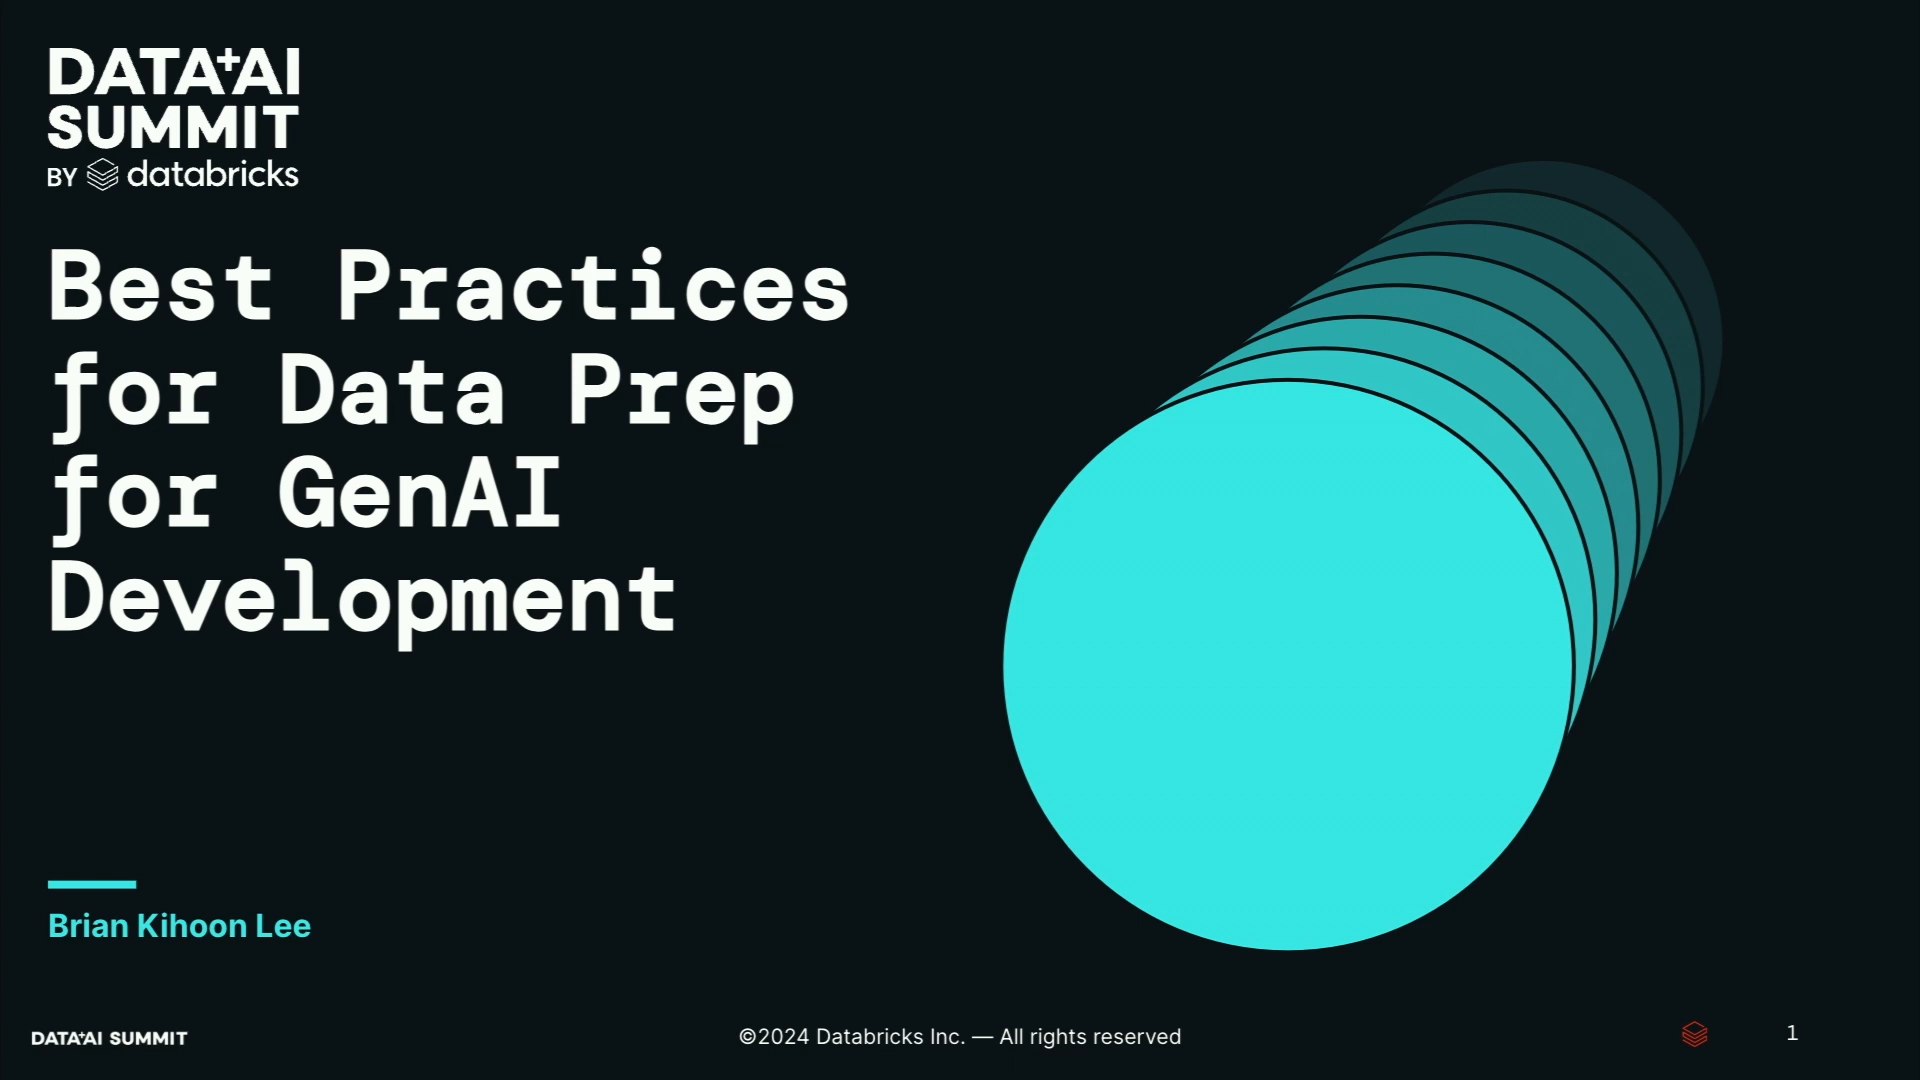 DATA+AI
SUMMIT
BY databricks
Best Practices
for Data Prep
for GenAI
Development
Brian Kihoon Lee
DATA+AI SUMMIT
©2024 Databricks Inc. — All rights reserved
1